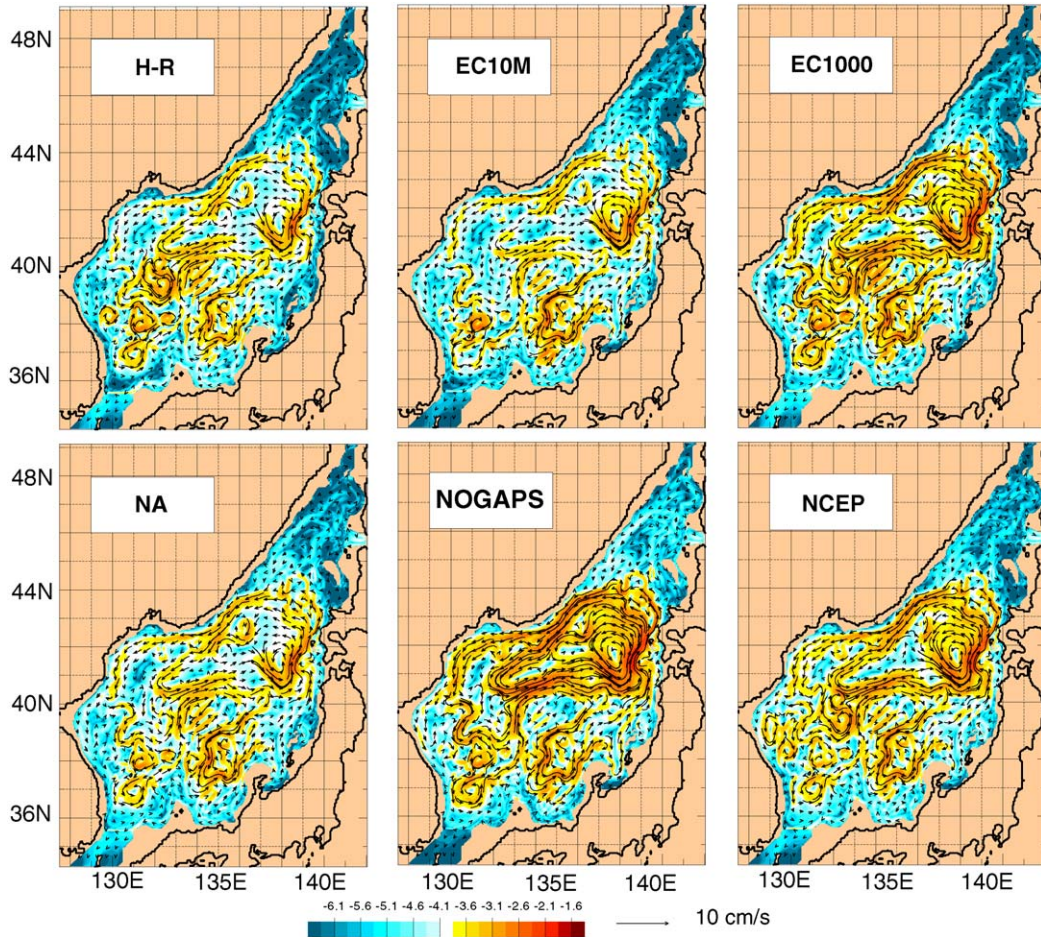 48N
H-R
EC10M
EC1000
44N
40N
36N
48N
NA
NOGAPS
NCEP
44N
40N
36N
130E 135E 140E 130E 135E 140E 130E 135E 140E
-6.1 -5.6 -5.1 -4.6 -4.1 -3.6 -3.1 -2.6 -2.1 -1.6
10 cm/s